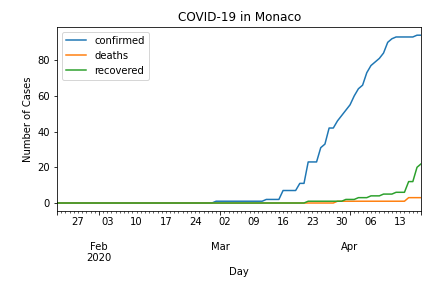 COVID-19 in Monaco
confirmed
deaths
recovered
Number of Cases
80
60
40
20
0
27 03 10 17 24 02 09 16 23 30 06 13
Feb Mar Apr
2020
Day